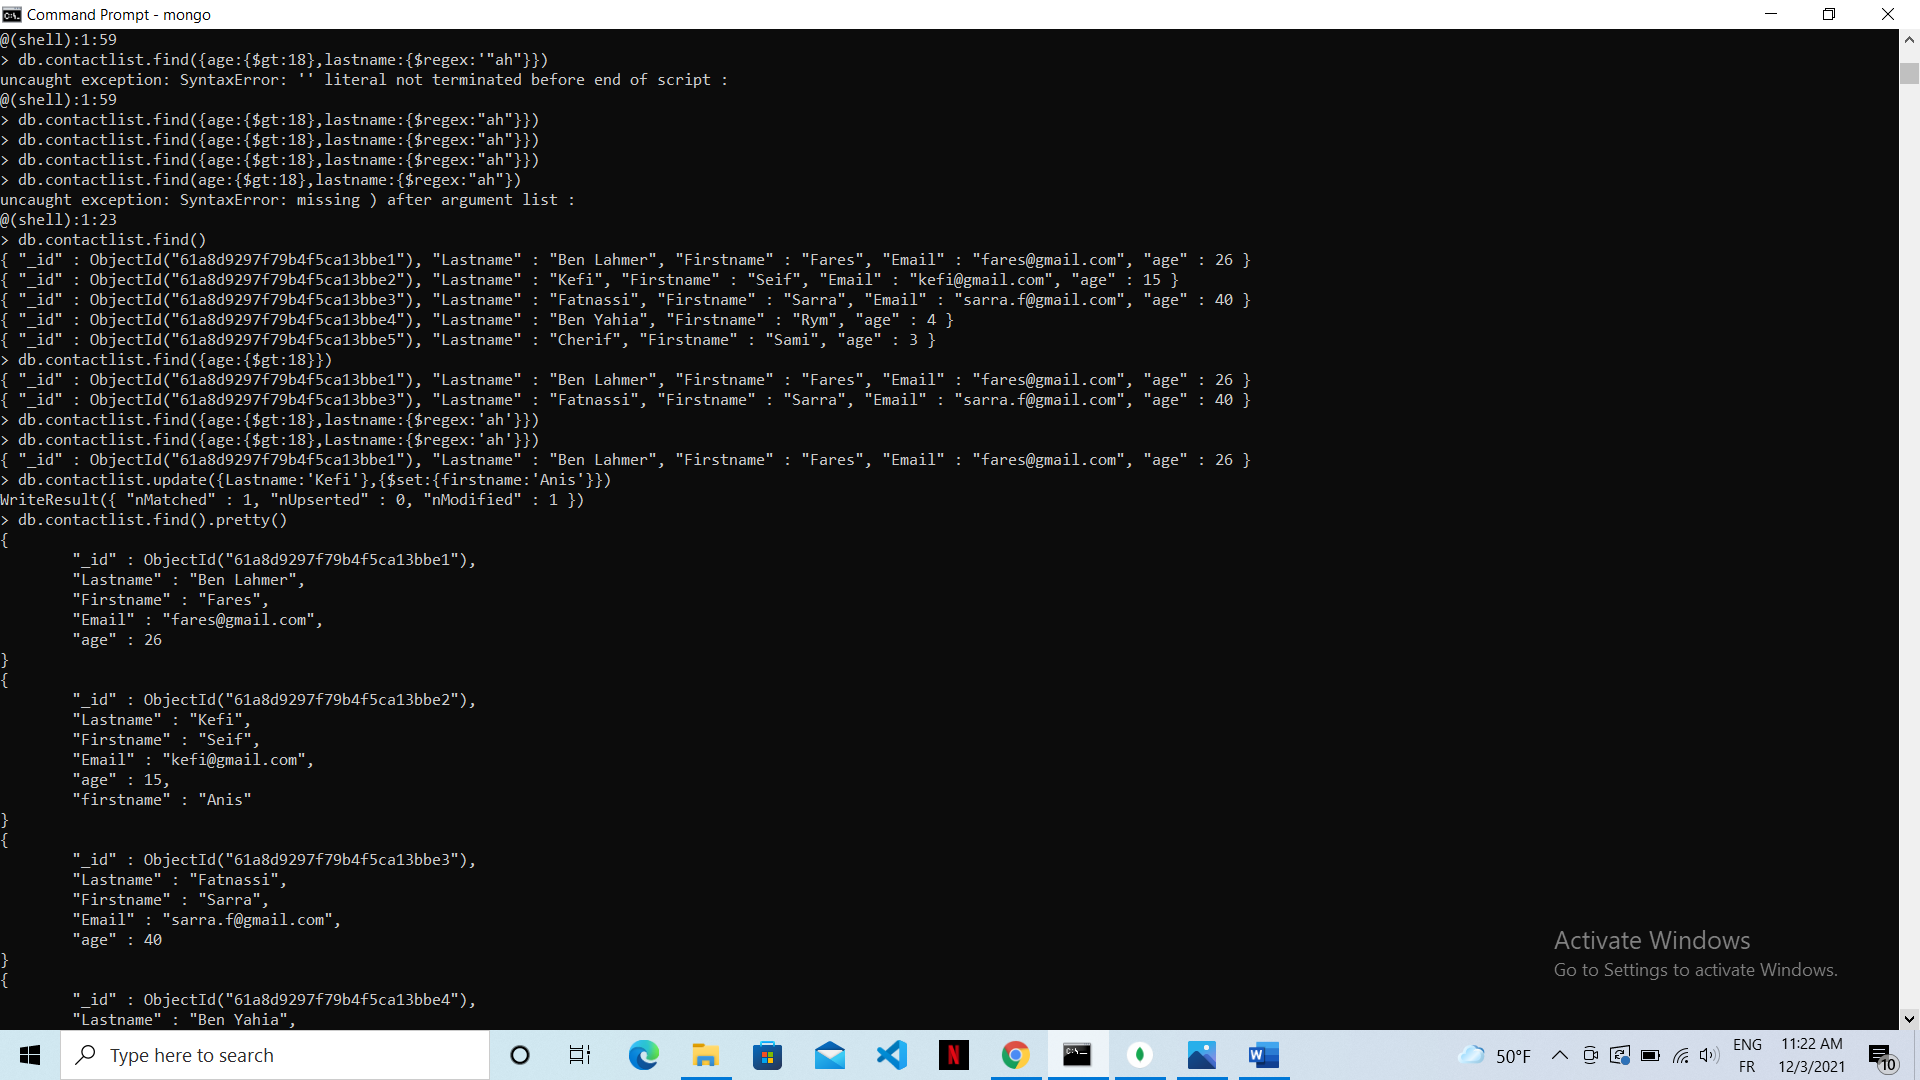 Command Prompt - mongo
@(shell):1:59
> db.contactlist.find({age:{$gt:18},lastname:{$regex:'"ah"}})
uncaught exception: SyntaxError: '' literal not terminated before end of script :
@(shell):1:59
> db.contactlist.find({age:{$gt:18},lastname:{$regex:"ah"}})
> db.contactlist.find({age:{$gt:18},lastname:{$regex:"ah"}})
> db.contactlist.find({age:{$gt:18},lastname:{$regex:"ah"}})
> db.contactlist.find(age:{$gt:18},lastname:{$regex:"ah"})
uncaught exception: SyntaxError: missing ) after argument list :
@(shell):1:23
> db.contactlist.find()
{ "_id" : ObjectId("61a8d9297f79b4f5ca13bbe1"), "Lastname" : "Ben Lahmer", "Firstname" : "Fares", "Email" : "fares@gmail.com", "age" : 26 }
{ "_id" : ObjectId("61a8d9297f79b4f5ca13bbe2"), "Lastname" : "Kefi", "Firstname" : "Seif", "Email" : "kefi@gmail.com", "age" : 15 }
{ "_id" : ObjectId("61a8d9297f79b4f5ca13bbe3"), "Lastname" : "Fatnassi", "Firstname" : "Sarra", "Email" : "sarra.f@gmail.com", "age" : 40 }
{ "_id" : ObjectId("61a8d9297f79b4f5ca13bbe4"), "Lastname" : "Ben Yahia", "Firstname" : "Rym", "age" : 4 }
{ "_id" : ObjectId("61a8d9297f79b4f5ca13bbe5"), "Lastname" : "Cherif", "Firstname" : "Sami", "age" : 3 }
> db.contactlist.find({age:{$gt:18}})
{ "_id" : ObjectId("61a8d9297f79b4f5ca13bbe1"), "Lastname" : "Ben Lahmer", "Firstname" : "Fares", "Email" : "fares@gmail.com", "age" : 26 }
{ "_id" : ObjectId("61a8d9297f79b4f5ca13bbe3"), "Lastname" : "Fatnassi", "Firstname" : "Sarra", "Email" : "sarra.f@gmail.com", "age" : 40 }
> db.contactlist.find({age:{$gt:18},lastname:{$regex:'ah'}})
> db.contactlist.find({age:{$gt:18},Lastname:{$regex:'ah'}})
{ "_id" : ObjectId("61a8d9297f79b4f5ca13bbe1"), "Lastname" : "Ben Lahmer", "Firstname" : "Fares", "Email" : "fares@gmail.com", "age" : 26 }
> db.contactlist.update({Lastname:'Kefi'},{$set:{firstname:'Anis'}})
WriteResult({ "nMatched" : 1, "nUpserted" : 0, "nModified" : 1 })
> db.contactlist.find().pretty()
{
"_id" : ObjectId("61a8d9297f79b4f5ca13bbe1"),
"Lastname" : "Ben Lahmer",
"Firstname" : "Fares",
"Email" : "fares@gmail.com",
"age" : 26
}
{
"_id" : ObjectId("61a8d9297f79b4f5ca13bbe2"),
"Lastname" : "Kefi",
"Firstname" : "Seif",
"Email" : "kefi@gmail.com",
"age" : 15,
"firstname" : "Anis"
}
{
"_id" : ObjectId("61a8d9297f79b4f5ca13bbe3"),
"Lastname" : "Fatnassi",
"Firstname" : "Sarra",
"Email" : "sarra.f@gmail.com",
"age" : 40
}
{
"_id" : ObjectId("61a8d9297f79b4f5ca13bbe4"),
"Lastname" : "Ben Yahia",
Activate Windows
Go to Settings to activate Windows.
Type here to search
50°F
ENG
FR
11:22 AM
12/3/2021
10